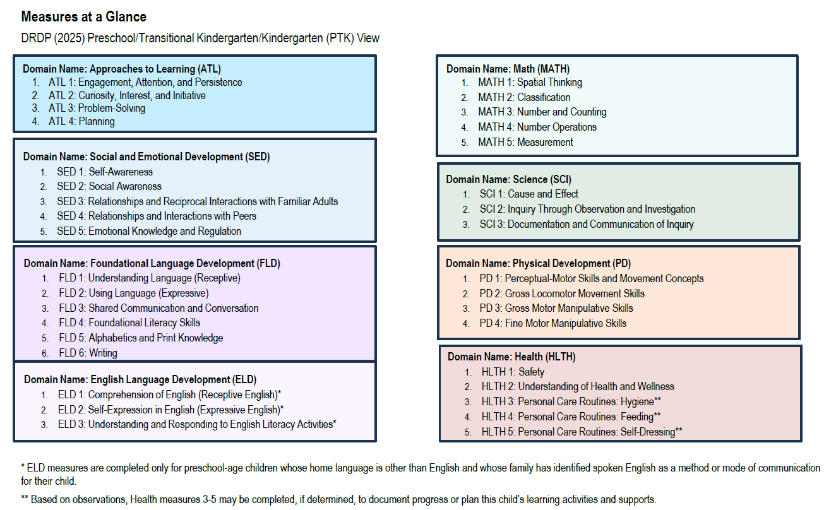 Measures at a Glance
DRDP (2025) Preschool/Transitional Kindergarten/Kindergarten (PTK) View
Domain Name: Approaches to Learning (ATL)
1. ATL 1: Engagement, Attention, and Persistence
2. ATL 2: Curiosity, Interest, and Initiative
3. ATL 3: Problem-Solving
4. ATL 4: Planning
Domain Name: Social and Emotional Development (SED)
1. SED 1: Self-Awareness
2. SED 2: Social Awareness
3. SED 3: Relationships and Reciprocal Interactions with Familiar Adults
4. SED 4: Relationships and Interactions with Peers
5. SED 5: Emotional Knowledge and Regulation
Domain Name: Foundational Language Development (FLD)
1. FLD 1: Understanding Language (Receptive)
2. FLD 2: Using Language (Expressive)
3. FLD 3: Shared Communication and Conversation
4. FLD 4: Foundational Literacy Skills
5. FLD 5: Alphabetics and Print Knowledge
6. FLD 6: Writing
Domain Name: English Language Development (ELD)
1. ELD 1: Comprehension of English (Receptive English)*
2. ELD 2: Self-Expression in English (Expressive English)*
3. ELD 3: Understanding and Responding to English Literacy Activities*
Domain Name: Math (MATH)
1. MATH 1: Spatial Thinking
2. MATH 2: Classification
3. MATH 3: Number and Counting
4. MATH 4: Number Operations
5. MATH 5: Measurement
Domain Name: Science (SCI)
1. SCI 1: Cause and Effect
2. SCI 2: Inquiry Through Observation and Investigation
3. SCI 3: Documentation and Communication of Inquiry
Domain Name: Physical Development (PD)
1. PD 1: Perceptual-Motor Skills and Movement Concepts
2. PD 2: Gross Locomotor Movement Skills
3. PD 3: Gross Motor Manipulative Skills
4. PD 4: Fine Motor Manipulative Skills
Domain Name: Health (HLTH)
1. HLTH 1: Safety
2. HLTH 2: Understanding of Health and Wellness
3. HLTH 3: Personal Care Routines: Hygiene**
4. HLTH 4: Personal Care Routines: Feeding**
5. HLTH 5: Personal Care Routines: Self-Dressing**
* ELD measures are completed only for preschool-age children whose home language is other than English and whose family has identified spoken English as a method or mode of communication
for their child.
** Based on observations, Health measures 3-5 may be completed, if determined, to document progress or plan this child's learning activities and supports.